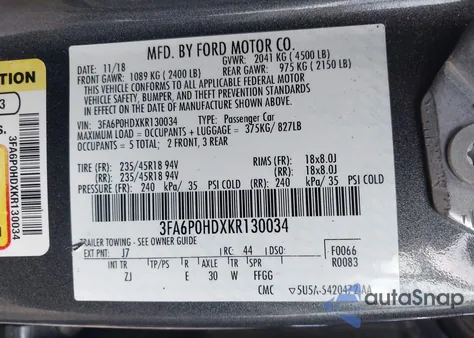 MFD. BY FORD MOTOR CO.
11/18 GVWR: 2041 KG ( 4500 LB)
FRONT GAWR: 1089 KG ( 2400 LB) REAR GAWR: 975 KG ( 2150 LB)
THIS VEHICLE CONFORMS TO ALL APPLICABLE FEDERAL MOTOR
VEHICLE SAFETY, BUMPER, AND THEFT PREVENTION STANDARDS IN
EFFECT ON THE DATE OF MANUFACTURE SHOWN ABOVE.
VIN: 3FA6P0HDXKR130034 TYPE: Passenger Car
MAXIMUM LOAD = OCCUPANTS + LUGGAGE = 375KG/ 827LB
OCCUPANTS = 5 TOTAL; 2 FRONT, 3 REAR
TIRE (FR): 235/45R18 94V RIMS (FR): 18x8.0J
TIRE (RR): 235/45R18 94V (RR): 18x8.0J
PRESSURE (FR): 240 kPa/ 35 PSI COLD (RR): 240 kPa/ 35 PSI COLD
3FA6P0HDXKR130034
TRAILER TOWING - SEE OWNER GUIDE
EXT PNT: J7 RC: 44 DSO: F0066
INT TR TP/PS R AXLE TR SPR R0083
ZJ E 30 W FFGG
CMC
3FA6P0HDXKR130034
autoSnap